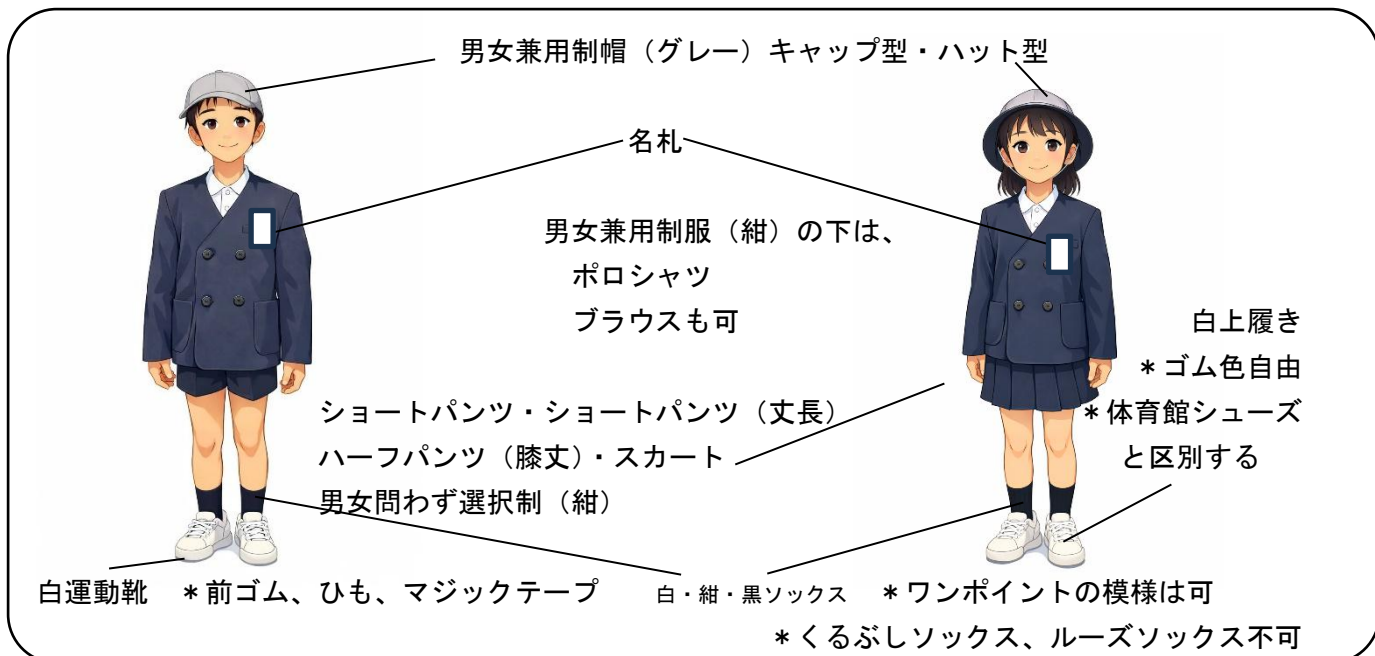 男女兼用制帽（グレー）キャップ型・ハット型
名札
男女兼用制服（紺）の下は、
ポロシャツ
ブラウスも可
白上履き
＊ゴム色自由
＊体育館シューズ
と区別する
ショートパンツ・ショートパンツ（丈長）
ハーフパンツ（膝丈）・スカート
男女問わず選択制（紺）
白運動靴　＊前ゴム、ひも、マジックテープ
白・紺・黒ソックス　＊ワンポイントの模様は可
＊くるぶしソックス、ルーズソックス不可